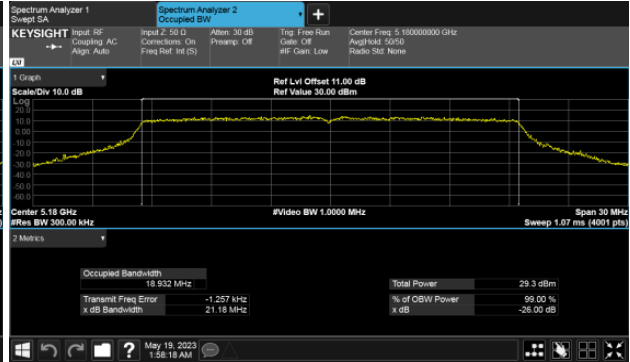 Spectrum Analyzer 1
Swept SA
Spectrum Analyzer 2
Occupied BW
+
KEYSIGHT
Input: RF
Coupling: AC
Align: Auto
Input Z: 50 Ω
Corrections: On
Freq Ref: Int (S)
Atten: 30 dB
Preamp: Off
Trig: Free Run
Gate: Off
#IF Gain: Low
Center Freq: 5.180000000 GHz
Avg|Hold: 50/50
Radio Std: None
LXI
1 Graph
Scale/Div 10.0 dB
Ref Lvl Offset 11.00 dB
Ref Value 30.00 dBm
Log
20.0
10.0
0.00
-10.0
-20.0
-30.0
-40.0
-50.0
-60.0
Center 5.18 GHz
#Res BW 300.00 kHz
#Video BW 1.0000 MHz
Span 30 MHz
Sweep 1.07 ms (4001 pts)
2 Metrics
Occupied Bandwidth
18.932 MHz
Total Power 29.3 dBm
Transmit Freq Error -1.257 kHz
% of OBW Power 99.00 %
x dB Bandwidth 21.18 MHz
x dB -26.00 dB
?
May 19, 2023
1:58:18 AM